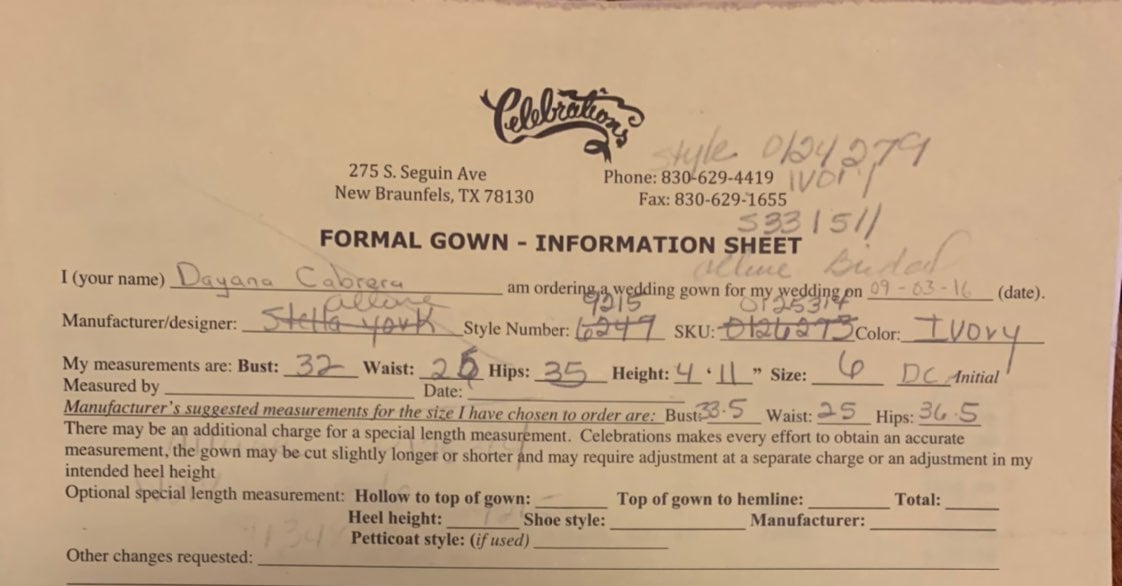 Celebrations
style 0124279
275 S. Seguin Ave
New Braunfels, TX 78130
Phone: 830-629-4419
Fax: 830-629-1655
IVORY
S331511
FORMAL GOWN - INFORMATION SHEET
allure Bridal
I (your name) Dayana Cabrera am ordering a wedding gown for my wedding on 09-03-16 (date).
allure 9215 0125314
Manufacturer/designer: Stella York Style Number: 6249 SKU: 0126273 Color: Ivory
My measurements are: Bust: 32 Waist: 26 Hips: 35 Height: 4 ' 11 " Size: 6 DC Initial
Measured by Date:
Manufacturer's suggested measurements for the size I have chosen to order are: Bust: 33.5 Waist: 25 Hips: 36.5
There may be an additional charge for a special length measurement. Celebrations makes every effort to obtain an accurate
measurement, the gown may be cut slightly longer or shorter and may require adjustment at a separate charge or an adjustment in my
intended heel height
Optional special length measurement: Hollow to top of gown: Top of gown to hemline: Total:
Heel height: Shoe style: Manufacturer:
Petticoat style: (if used)
Other changes requested: